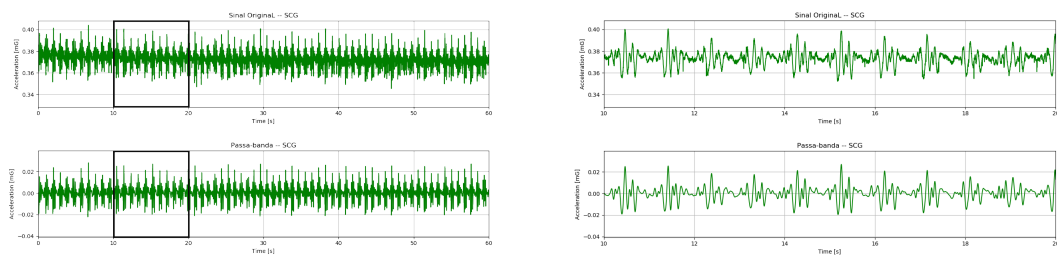 Sinal OriginaL -- SCG
Acceleration [mG]
0.40
0.38
0.36
0.34
0 10 20 30 40 50 60
Time [s]
Passa-banda -- SCG
Acceleration [mG]
0.02
0.00
−0.02
−0.04
0 10 20 30 40 50 60
Time [s]
Sinal OriginaL -- SCG
Acceleration [mG]
0.40
0.38
0.36
0.34
10 12 14 16 18 20
Time [s]
Passa-banda -- SCG
Acceleration [mG]
0.02
0.00
−0.02
−0.04
10 12 14 16 18 20
Time [s]